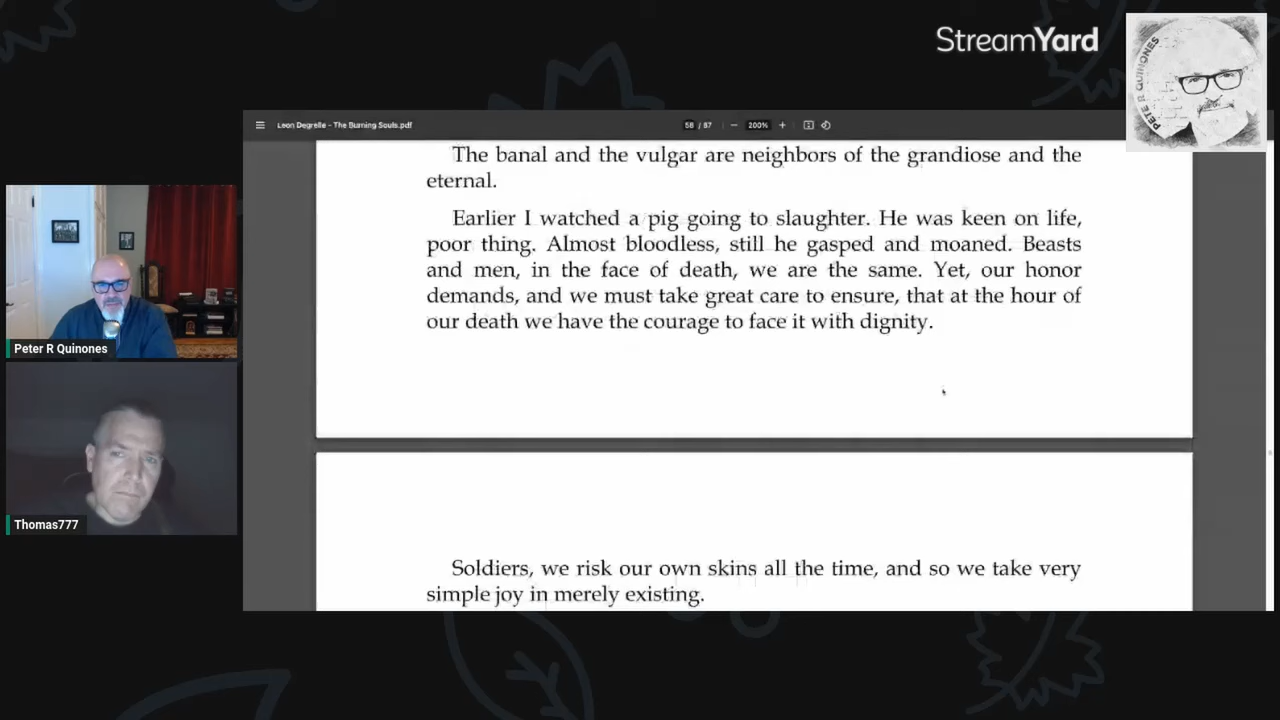 StreamYard
PETE R QUINONES
Leon Degrelle - The Burning Souls.pdf
58 / 87
200%
The banal and the vulgar are neighbors of the grandiose and the
eternal.
Earlier I watched a pig going to slaughter. He was keen on life,
poor thing. Almost bloodless, still he gasped and moaned. Beasts
and men, in the face of death, we are the same. Yet, our honor
demands, and we must take great care to ensure, that at the hour of
our death we have the courage to face it with dignity.
Peter R Quinones
Thomas777
Soldiers, we risk our own skins all the time, and so we take very
simple joy in merely existing.